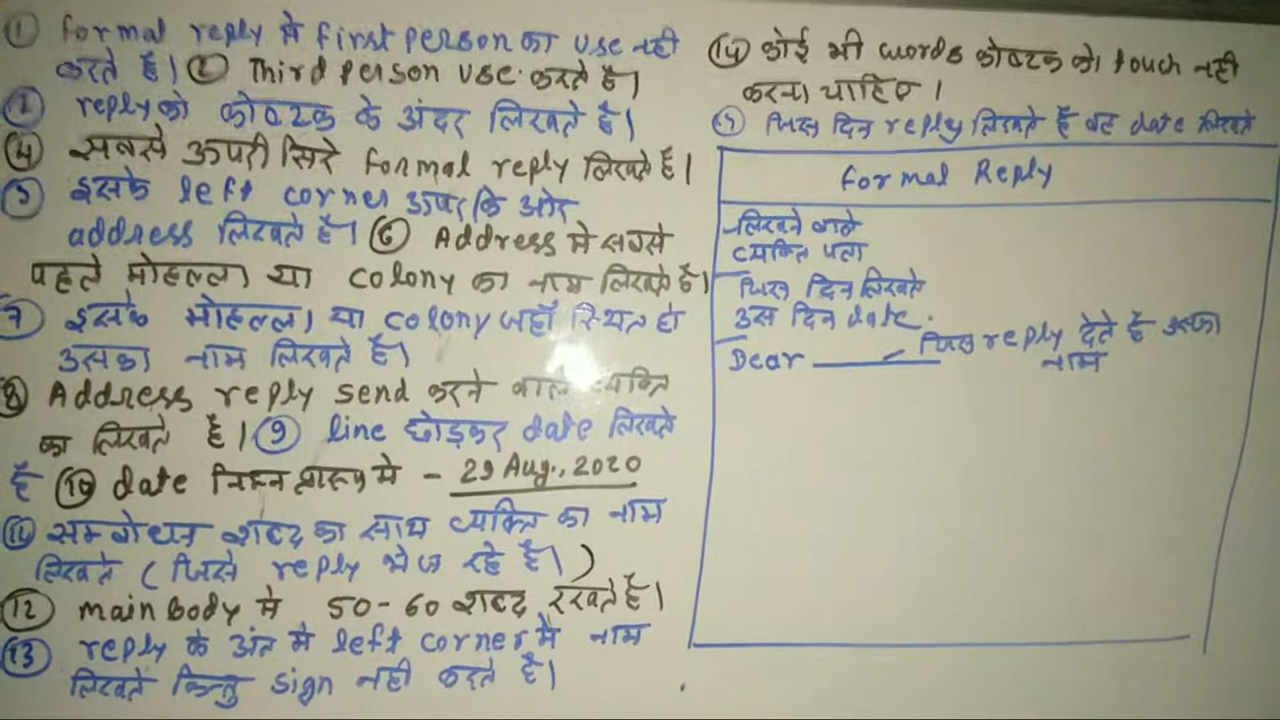 ① formal reply मे first person का use नही
करते है। ② Third person use करते है।
② reply को कोष्टक के अंदर लिखते है।
④ सबसे ऊपरी सिरे formal reply लिखते है।
⑤ इसके left corner ऊपर कि ओर
address लिखते है। ⑥ Address मे सबसे
पहले मोहल्ला या colony का नाम लिखते है।
7 इसके मोहल्ला या colony जहाँ स्थित हो
उसका नाम लिखते है।
⑧ Address reply send करने वाले व्यक्ति
का लिखते है। ⑨ line छोड़कर date लिखते
है ⑩ date निम्न प्रारूप मे - 29 Aug., 2020
⑪ सम्बोधन शब्द का साथ व्यक्ति का नाम
लिखते (जिसे reply भेज रहे है।)
⑫ main Body मे 50-60 शब्द रखते है।
⑬ reply के अंत मे left corner मे नाम
लिखते किन्तु sign नही करते है।
⑭ कोई भी words कोष्टक को touch नही
करना चाहिए।
जिस दिन reply लिखते है वह date लिखते
Formal Reply
लिखने वाले
व्यक्ति पता
जिस दिन लिखते
उस दिन date.
Dear ______ जिस reply देते है उसका
नाम